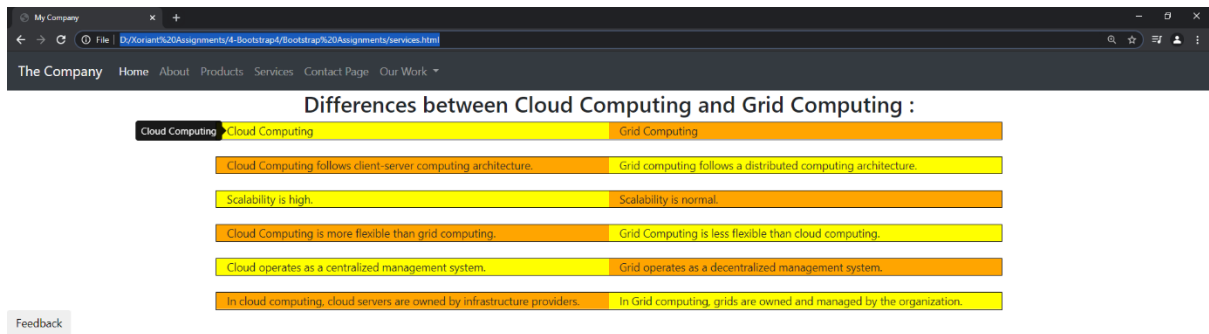 My Company
File D:/Xoriant%20Assignments/4-Bootstrap4/Bootstrap%20Assignments/services.html
The Company Home About Products Services Contact Page Our Work
Differences between Cloud Computing and Grid Computing :
Cloud Computing Cloud Computing Grid Computing
Cloud Computing follows client-server computing architecture. Grid computing follows a distributed computing architecture.
Scalability is high. Scalability is normal.
Cloud Computing is more flexible than grid computing. Grid Computing is less flexible than cloud computing.
Cloud operates as a centralized management system. Grid operates as a decentralized management system.
In cloud computing, cloud servers are owned by infrastructure providers. In Grid computing, grids are owned and managed by the organization.
Feedback